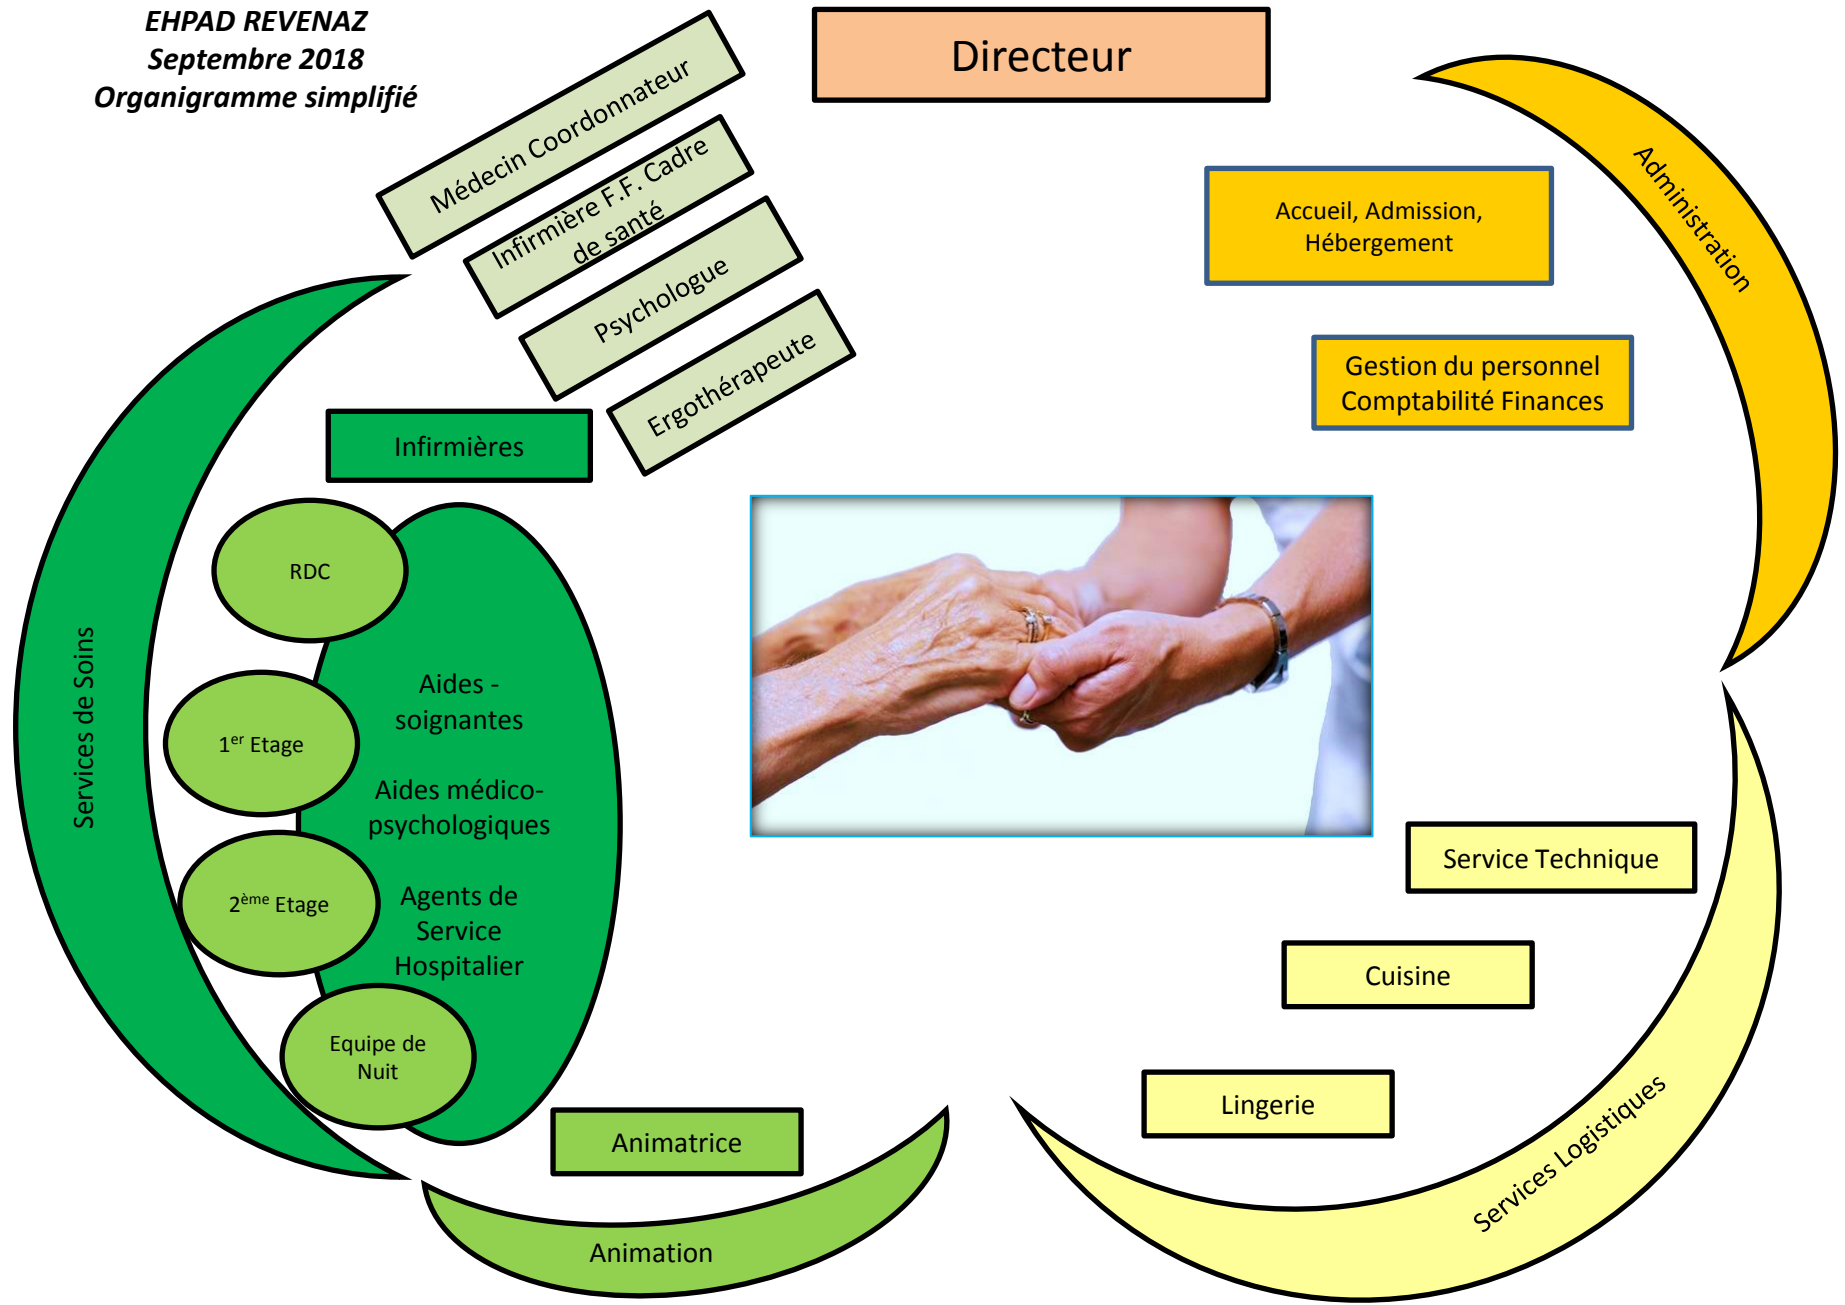 EHPAD REVENAZ
Septembre 2018
Organigramme simplifié
Directeur
Médecin Coordonnateur
Infirmière F.F. Cadre
de santé
Psychologue
Ergothérapeute
Administration
Accueil, Admission,
Hébergement
Gestion du personnel
Comptabilité Finances
Services de Soins
Infirmières
RDC
1er Etage
2ème Etage
Equipe de
Nuit
Aides -
soignantes
Aides médico-
psychologiques
Agents de
Service
Hospitalier
Animatrice
Animation
Service Technique
Cuisine
Lingerie
Services Logistiques